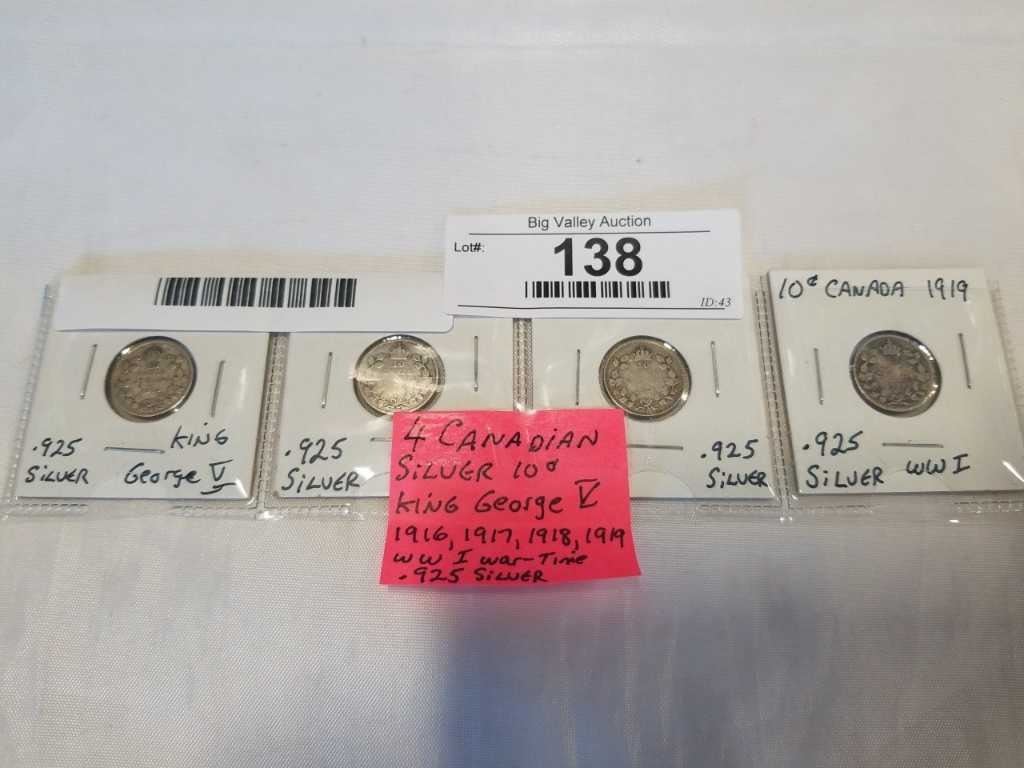 Big Valley Auction
Lot#:
138
ID:43
10¢ CANADA 1919
.925
SILVER
KING
George V
.925
SILVER
.925
SILVER
.925
SILVER
WW I
4 CANADIAN
SILVER 10¢
KING George V
1916, 1917, 1918, 1919
WW I war-Time
.925 SILVER